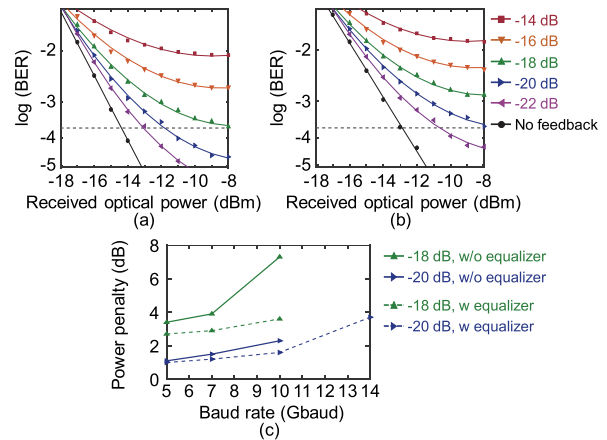 log (BER)
-2
-3
-4
-5
-18 -16 -14 -12 -10 -8
Received optical power (dBm)
(a)
log (BER)
-2
-3
-4
-5
-18 -16 -14 -12 -10 -8
Received optical power (dBm)
(b)
-14 dB
-16 dB
-18 dB
-20 dB
-22 dB
No feedback
Power penalty (dB)
8
6
4
2
0
5 6 7 8 9 10 11 12 13 14
Baud rate (Gbaud)
(c)
-18 dB, w/o equalizer
-20 dB, w/o equalizer
-18 dB, w equalizer
-20 dB, w equalizer